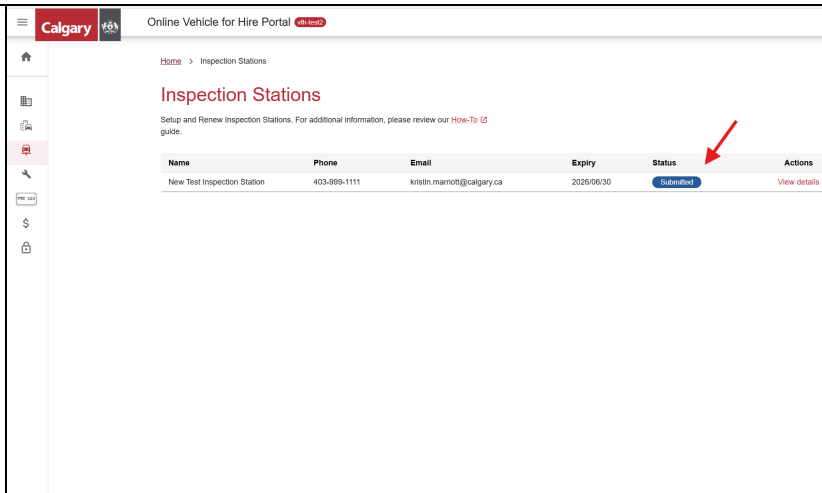 Calgary
Online Vehicle for Hire Portal vfh-test2
Home > Inspection Stations
Inspection Stations
Setup and Renew Inspection Stations. For additional information, please review our How-To
guide.
Name Phone Email Expiry Status Actions
New Test Inspection Station 403-999-1111 kristin.marriott@calgary.ca 2026/06/30 Submitted View details
$